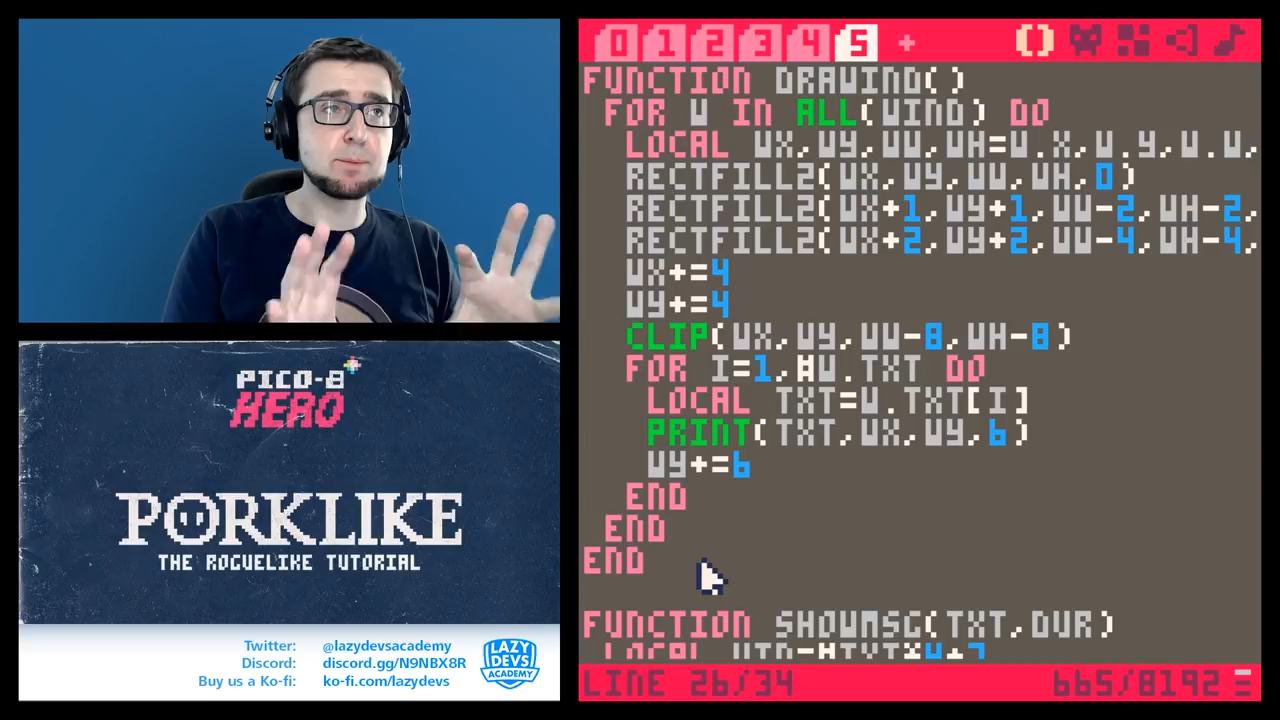 PICO-8
HERO
PORKLIKE
THE ROGUELIKE TUTORIAL
Twitter: @lazydevsacademy
Discord: discord.gg/N9NBX8R
Buy us a Ko-fi: ko-fi.com/lazydevs
LAZY
DEVS
ACADEMY
0 1 2 3 4 5 +
FUNCTION DRAWIND()
FOR W IN ALL(WIND) DO
LOCAL WX,WY,WW,WH=W.X,W.Y,W.W,
RECTFILL2(WX,WY,WW,WH,0)
RECTFILL2(WX+1,WY+1,WW-2,WH-2,
RECTFILL2(WX+2,WY+2,WW-4,WH-4,
WX+=4
WY+=4
CLIP(WX,WY,WW-8,WH-8)
FOR I=1,#W.TXT DO
LOCAL TXT=W.TXT[I]
PRINT(TXT,WX,WY,6)
WY+=6
END
END
END
FUNCTION SHOWMSG(TXT,DUR)
LINE 26/34
665/8192